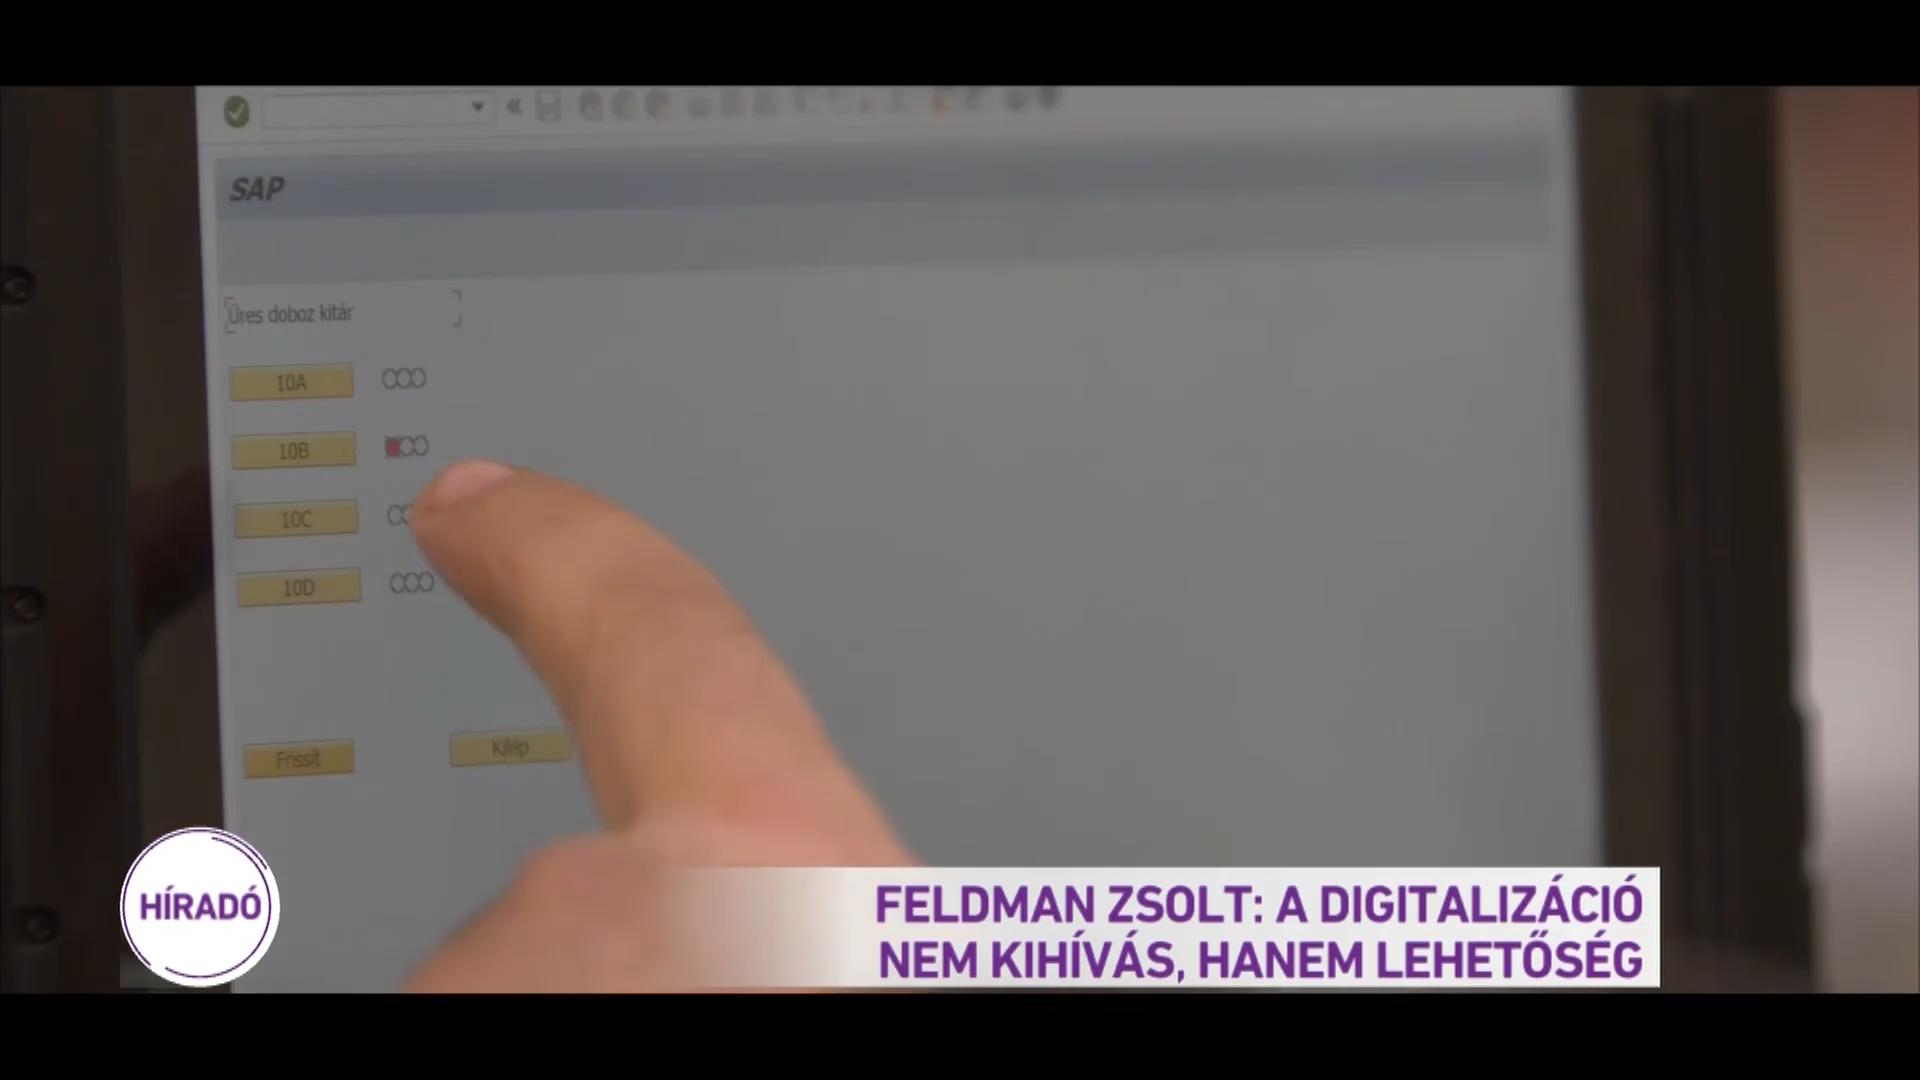 SAP
Üres doboz kitár
10A
10B
10C
10D
Frissít
Kilép
HÍRADÓ
FELDMAN ZSOLT: A DIGITALIZÁCIÓ
NEM KIHÍVÁS, HANEM LEHETŐSÉG